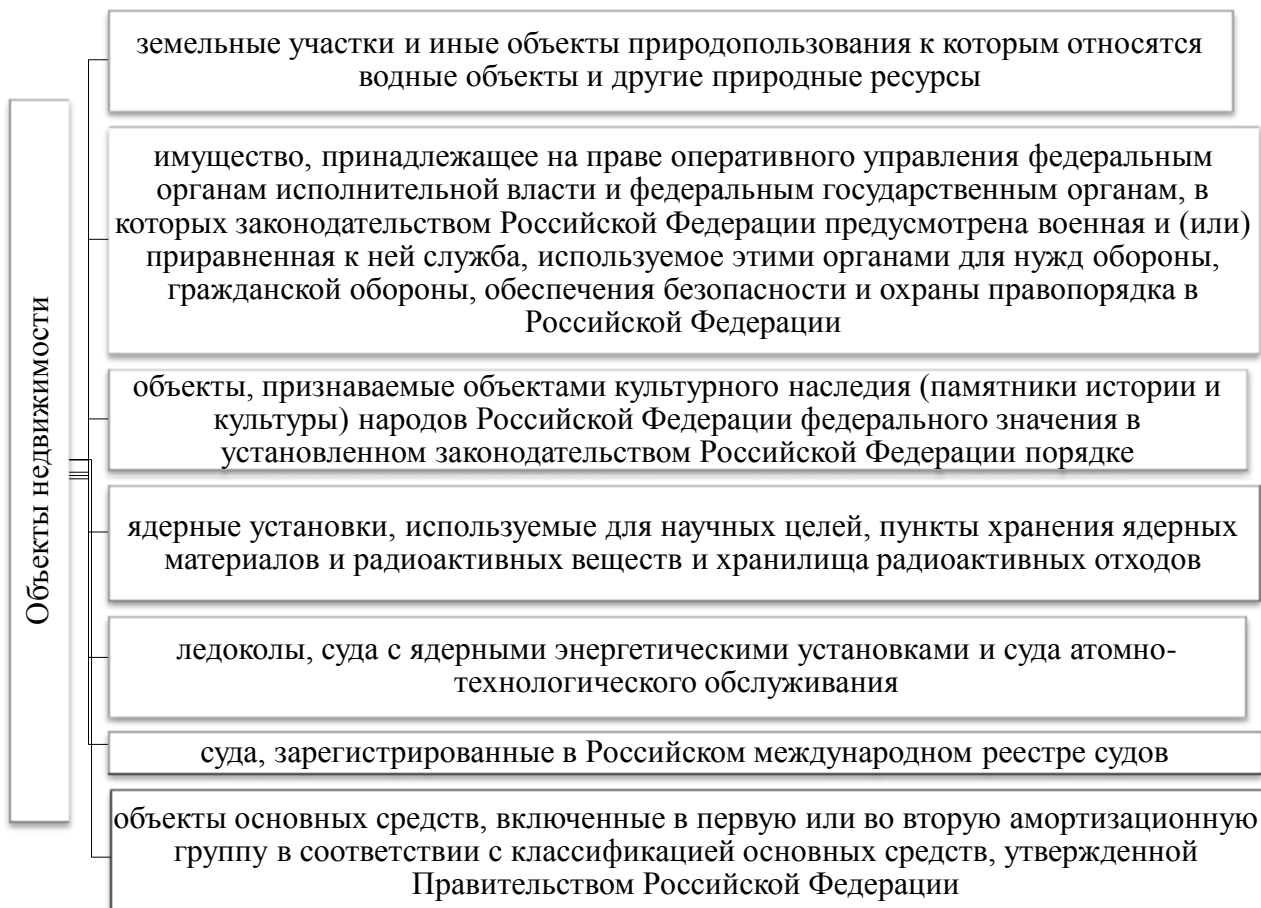 Объекты недвижимости
земельные участки и иные объекты природопользования к которым относятся
водные объекты и другие природные ресурсы
имущество, принадлежащее на праве оперативного управления федеральным
органам исполнительной власти и федеральным государственным органам, в
которых законодательством Российской Федерации предусмотрена военная и (или)
приравненная к ней служба, используемое этими органами для нужд обороны,
гражданской обороны, обеспечения безопасности и охраны правопорядка в
Российской Федерации
объекты, признаваемые объектами культурного наследия (памятники истории и
культуры) народов Российской Федерации федерального значения в
установленном законодательством Российской Федерации порядке
ядерные установки, используемые для научных целей, пункты хранения ядерных
материалов и радиоактивных веществ и хранилища радиоактивных отходов
ледоколы, суда с ядерными энергетическими установками и суда атомно-
технологического обслуживания
суда, зарегистрированные в Российском международном реестре судов
объекты основных средств, включенные в первую или во вторую амортизационную
группу в соответствии с классификацией основных средств, утвержденной
Правительством Российской Федерации